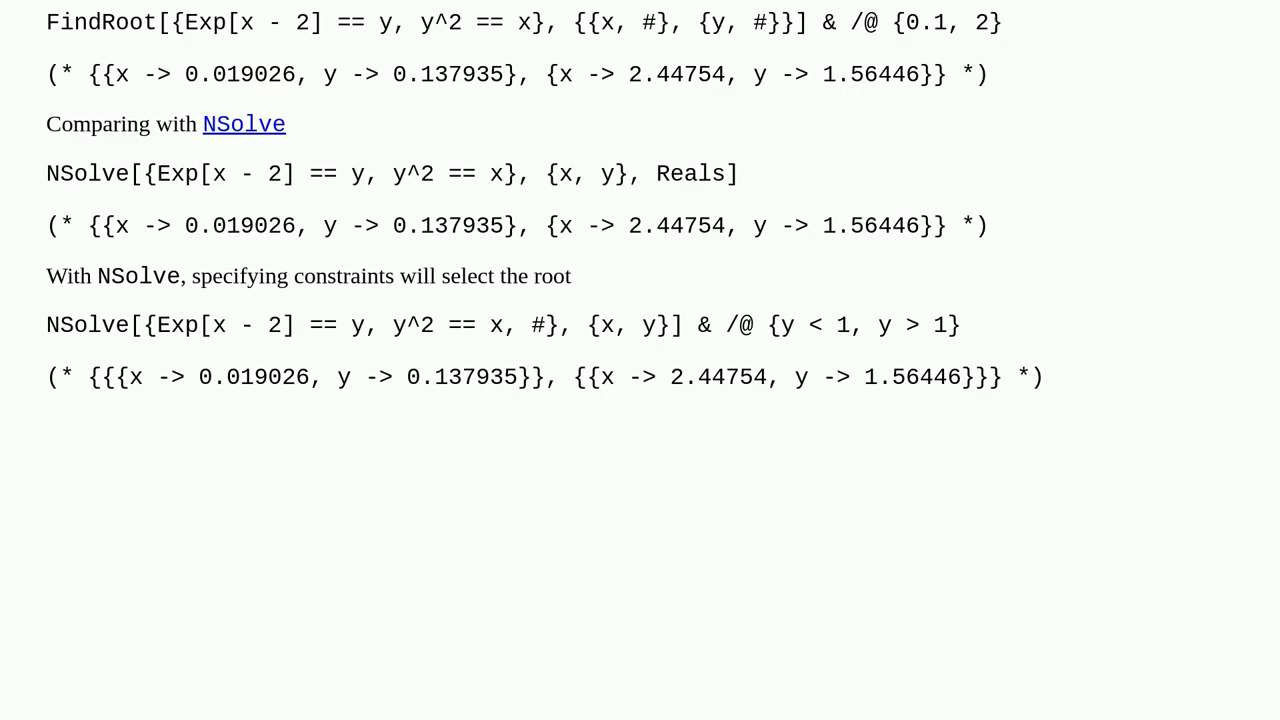 FindRoot[{Exp[x - 2] == y, y^2 == x}, {{x, #}, {y, #}}] & /@ {0.1, 2}
(* {{x -> 0.019026, y -> 0.137935}, {x -> 2.44754, y -> 1.56446}} *)
Comparing with NSolve
NSolve[{Exp[x - 2] == y, y^2 == x}, {x, y}, Reals]
(* {{x -> 0.019026, y -> 0.137935}, {x -> 2.44754, y -> 1.56446}} *)
With NSolve, specifying constraints will select the root
NSolve[{Exp[x - 2] == y, y^2 == x, #}, {x, y}] & /@ {y < 1, y > 1}
(* {{{x -> 0.019026, y -> 0.137935}}, {{x -> 2.44754, y -> 1.56446}}} *)